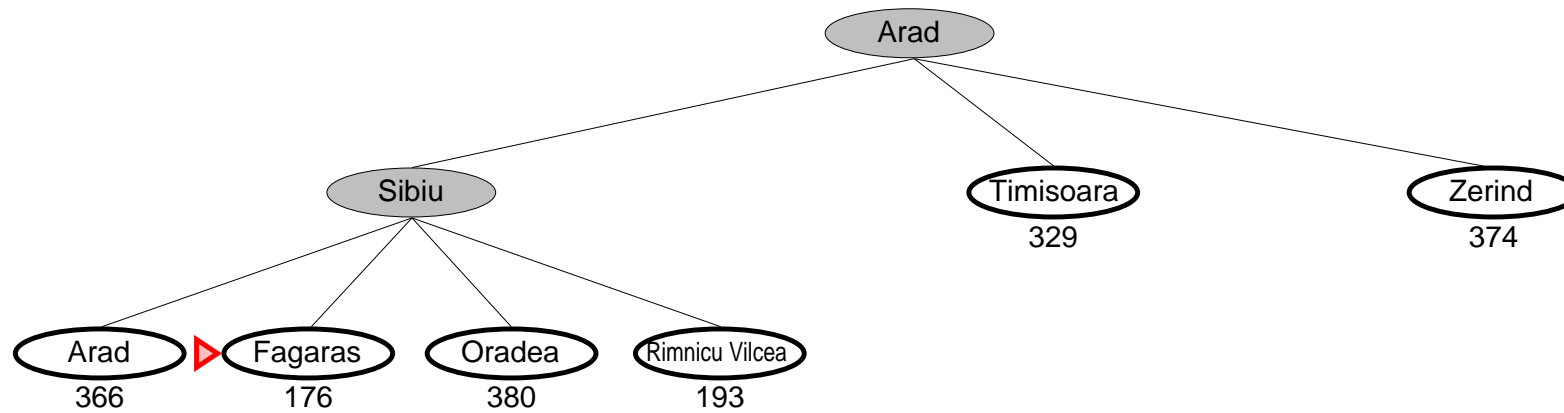 Arad
Sibiu
Timisoara
Zerind
329
374
Arad
Fagaras
Oradea
Rimnicu Vilcea
366
176
380
193